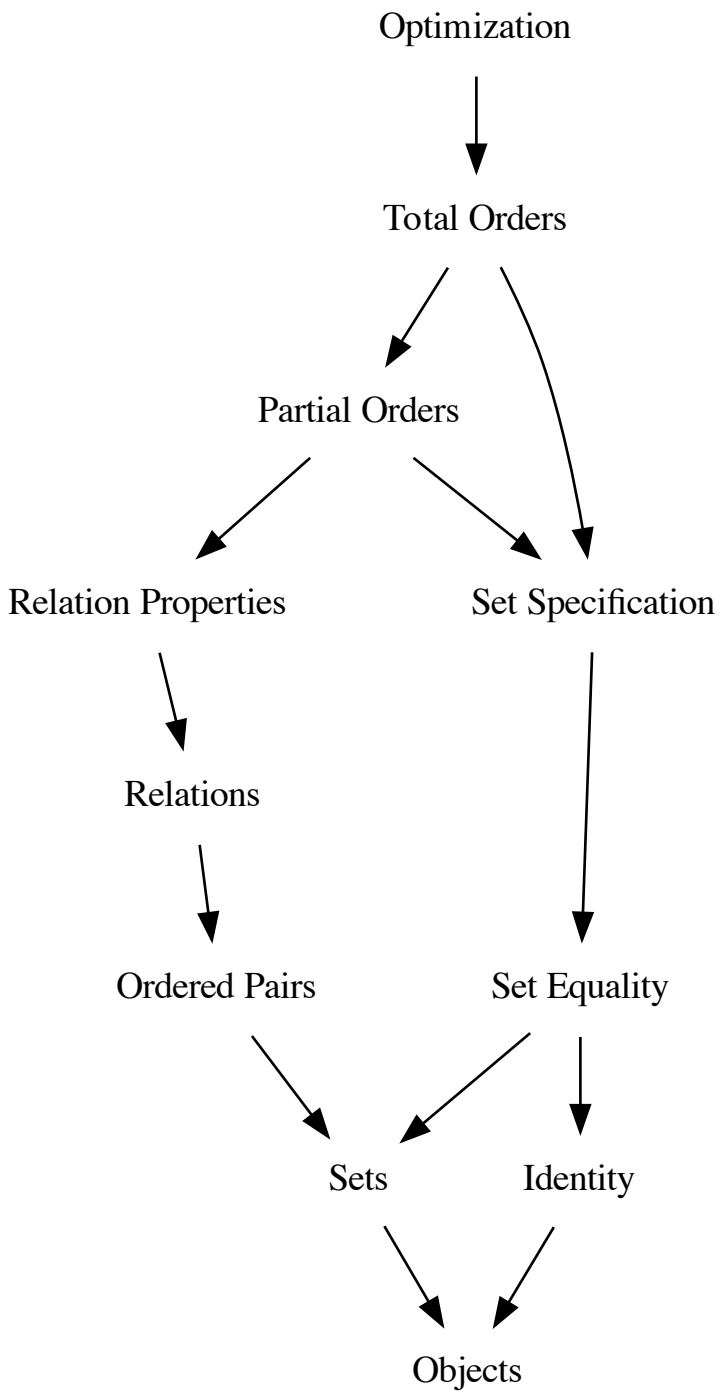 Optimization
Total Orders
Partial Orders
Relation Properties
Set Specification
Relations
Ordered Pairs
Set Equality
Sets
Identity
Objects